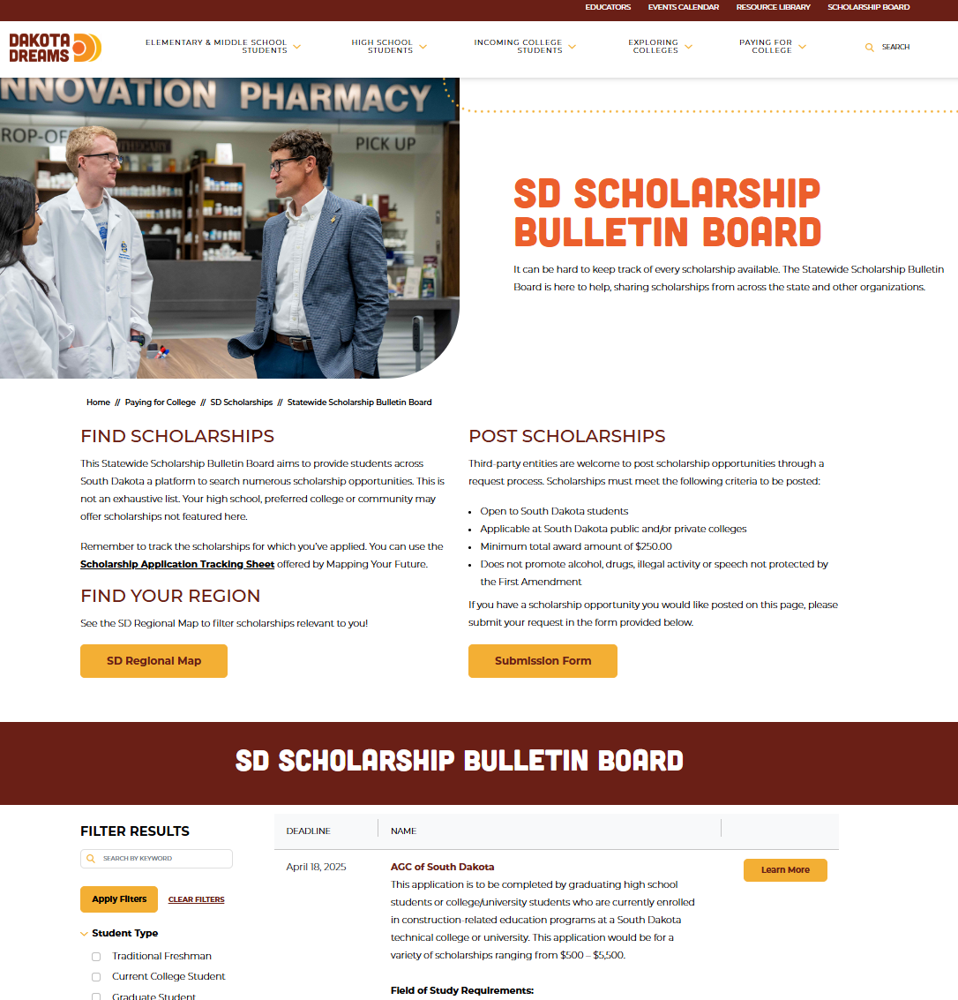 EDUCATORS EVENTS CALENDAR RESOURCE LIBRARY SCHOLARSHIP BOARD
DAKOTA
DREAMS
ELEMENTARY & MIDDLE SCHOOL
STUDENTS
HIGH SCHOOL
STUDENTS
INCOMING COLLEGE
STUDENTS
EXPLORING
COLLEGES
PAYING FOR
COLLEGE
SEARCH
NNOVATION PHARMACY
ROP-OF
PICK UP
SD SCHOLARSHIP
BULLETIN BOARD
It can be hard to keep track of every scholarship available. The Statewide Scholarship Bulletin
Board is here to help, sharing scholarships from across the state and other organizations.
Home // Paying for College // SD Scholarships // Statewide Scholarship Bulletin Board
FIND SCHOLARSHIPS
This Statewide Scholarship Bulletin Board aims to provide students across
South Dakota a platform to search numerous scholarship opportunities. This is
not an exhaustive list. Your high school, preferred college or community may
offer scholarships not featured here.
Remember to track the scholarships for which you've applied. You can use the
Scholarship Application Tracking Sheet offered by Mapping Your Future.
FIND YOUR REGION
See the SD Regional Map to filter scholarships relevant to you!
SD Regional Map
POST SCHOLARSHIPS
Third-party entities are welcome to post scholarship opportunities through a
request process. Scholarships must meet the following criteria to be posted:
• Open to South Dakota students
• Applicable at South Dakota public and/or private colleges
• Minimum total award amount of $250.00
• Does not promote alcohol, drugs, illegal activity or speech not protected by
the First Amendment
If you have a scholarship opportunity you would like posted on this page, please
submit your request in the form provided below.
Submission Form
SD SCHOLARSHIP BULLETIN BOARD
FILTER RESULTS
SEARCH BY KEYWORD
Apply Filters CLEAR FILTERS
Student Type
Traditional Freshman
Current College Student
Graduate Student
DEADLINE NAME
April 18, 2025
AGC of South Dakota
This application is to be completed by graduating high school
students or college/university students who are currently enrolled
in construction-related education programs at a South Dakota
technical college or university. This application would be for a
variety of scholarships ranging from $500 – $5,500.
Field of Study Requirements:
Learn More